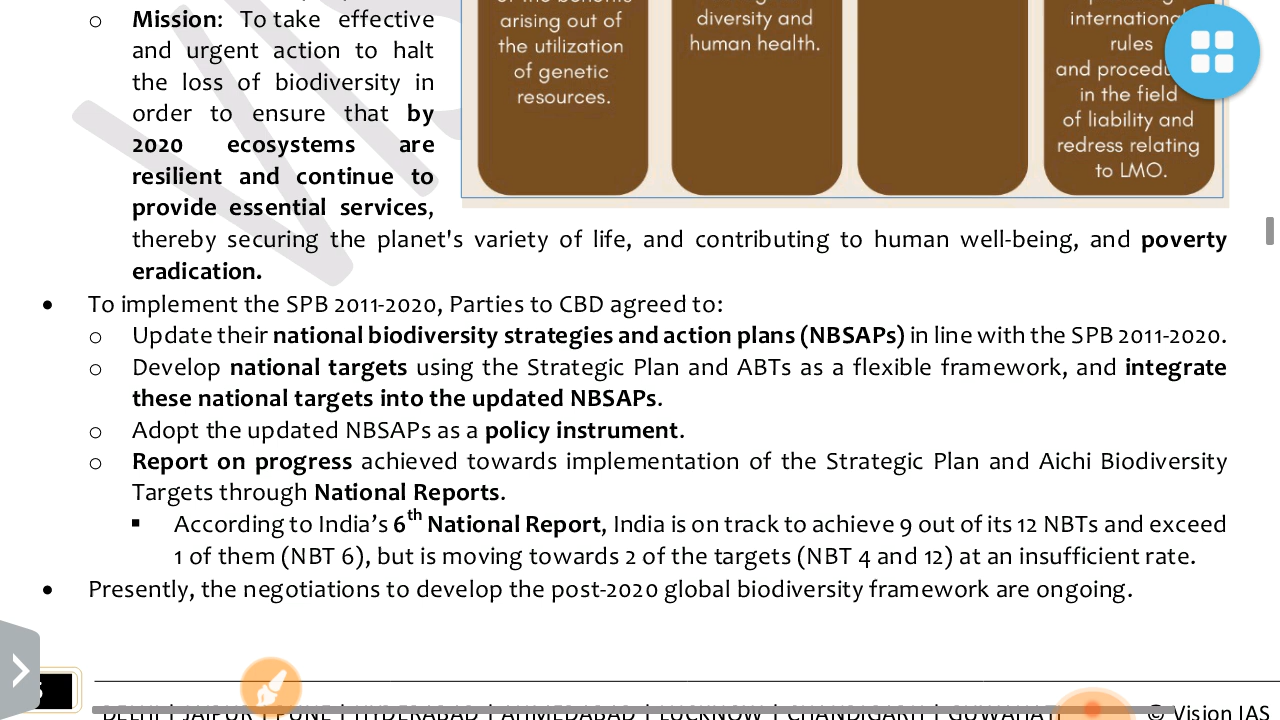 ○ Mission: To take effective
and urgent action to halt
the loss of biodiversity in
order to ensure that by
2020 ecosystems are
resilient and continue to
provide essential services,
thereby securing the planet's variety of life, and contributing to human well-being, and poverty
eradication.
arising out of
the utilization
of genetic
resources.
diversity and
human health.
rules
in the field
of liability and
redress relating
to LMO.
• To implement the SPB 2011-2020, Parties to CBD agreed to:
○ Update their national biodiversity strategies and action plans (NBSAPs) in line with the SPB 2011-2020.
○ Develop national targets using the Strategic Plan and ABTs as a flexible framework, and integrate
these national targets into the updated NBSAPs.
○ Adopt the updated NBSAPs as a policy instrument.
○ Report on progress achieved towards implementation of the Strategic Plan and Aichi Biodiversity
Targets through National Reports.
▪ According to India’s 6th National Report, India is on track to achieve 9 out of its 12 NBTs and exceed
1 of them (NBT 6), but is moving towards 2 of the targets (NBT 4 and 12) at an insufficient rate.
• Presently, the negotiations to develop the post-2020 global biodiversity framework are ongoing.
DELHI | JAIPUR | PUNE | HYDERABAD | AHMEDABAD | LUCKNOW | CHANDIGARH | GUWAHATI
© Vision IAS